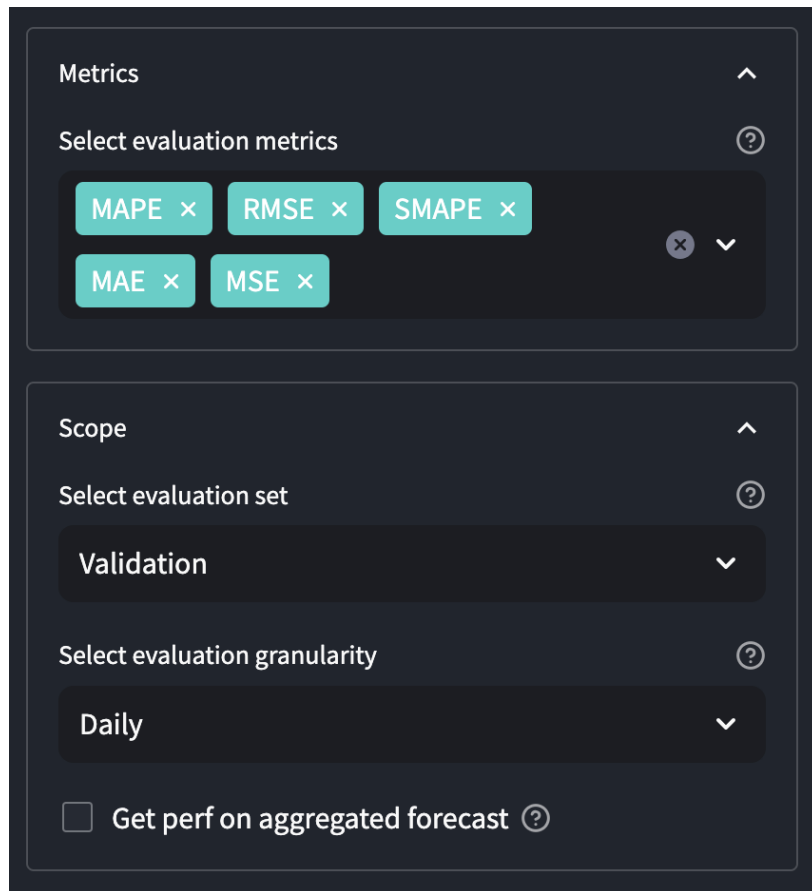 Metrics
Select evaluation metrics
MAPE × RMSE × SMAPE ×
MAE × MSE ×
Scope
Select evaluation set
Validation
Select evaluation granularity
Daily
Get perf on aggregated forecast